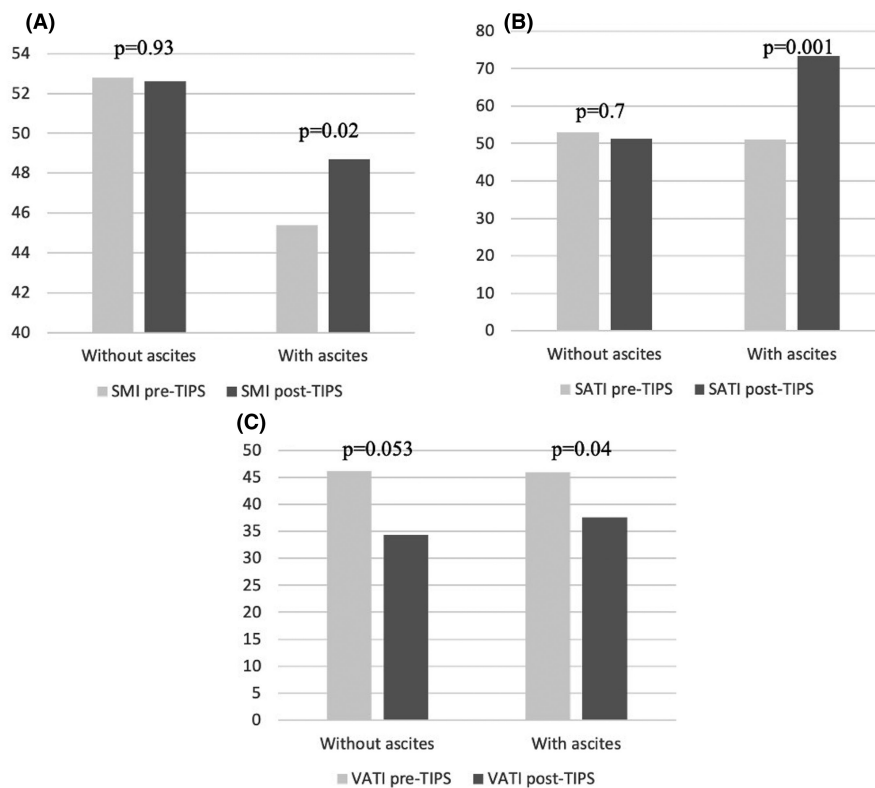 (A)
p=0.93
p=0.02
54
52
50
48
46
44
42
40
Without ascites
With ascites
SMI pre-TIPS
SMI post-TIPS
(B)
p=0.7
p=0.001
80
70
60
50
40
30
20
10
0
Without ascites
With ascites
SATI pre-TIPS
SATI post-TIPS
(C)
p=0.053
p=0.04
50
45
40
35
30
25
20
15
10
5
0
Without ascites
With ascites
VATI pre-TIPS
VATI post-TIPS